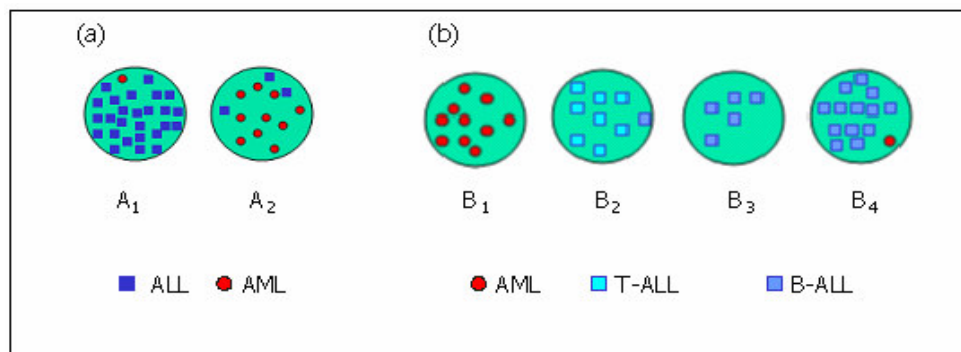 (a) (b)
A1 A2 B1 B2 B3 B4
ALL AML AML T-ALL B-ALL